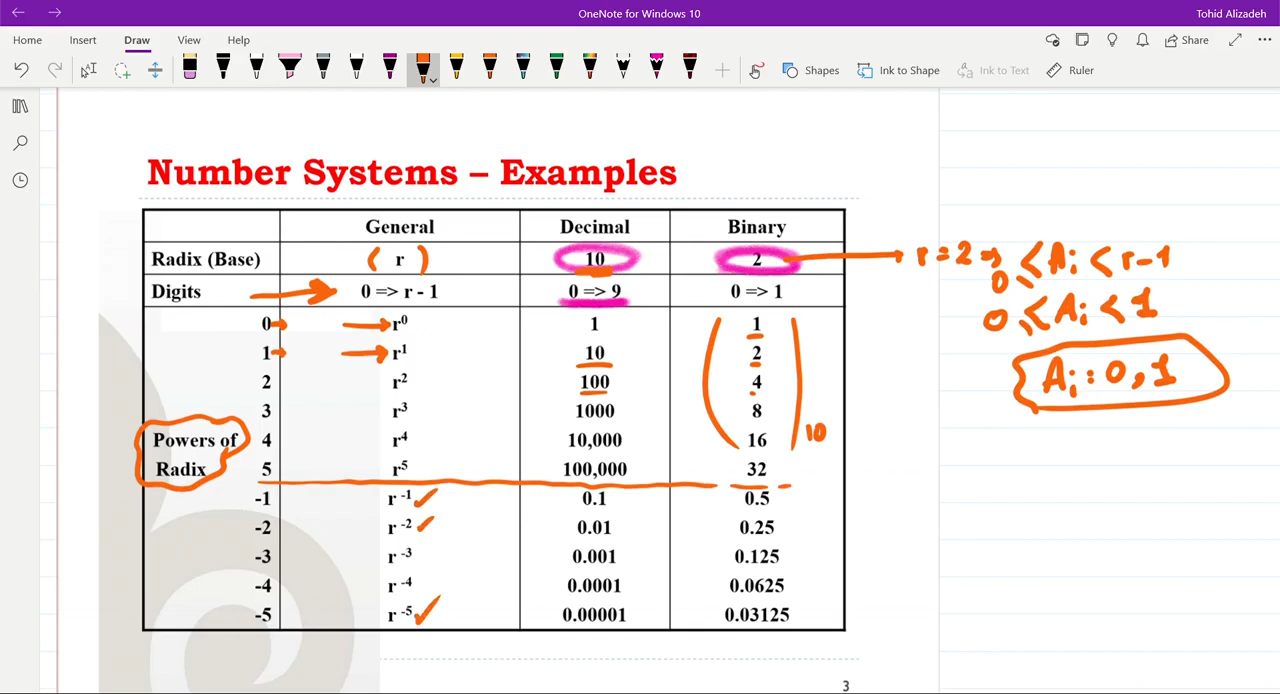 OneNote for Windows 10
Tohid Alizadeh
Home Insert Draw View Help
Share
Shapes Ink to Shape Ink to Text Ruler
Number Systems – Examples
General Decimal Binary
Radix (Base) ( r ) 10 2
r = 2 => 0 ≤ Ai ≤ r-1
Digits 0 => r - 1 0 => 9 0 => 1
0 ≤ Ai ≤ 1
0 r⁰ 1 1
1 r¹ 10 2
Ai : 0, 1
2 r² 100 4
3 r³ 1000 8
Powers of 4 r⁴ 10,000 16
10
Radix 5 r⁵ 100,000 32
-1 r ⁻¹ 0.1 0.5
-2 r ⁻² 0.01 0.25
-3 r ⁻³ 0.001 0.125
-4 r ⁻⁴ 0.0001 0.0625
-5 r ⁻⁵ 0.00001 0.03125
3